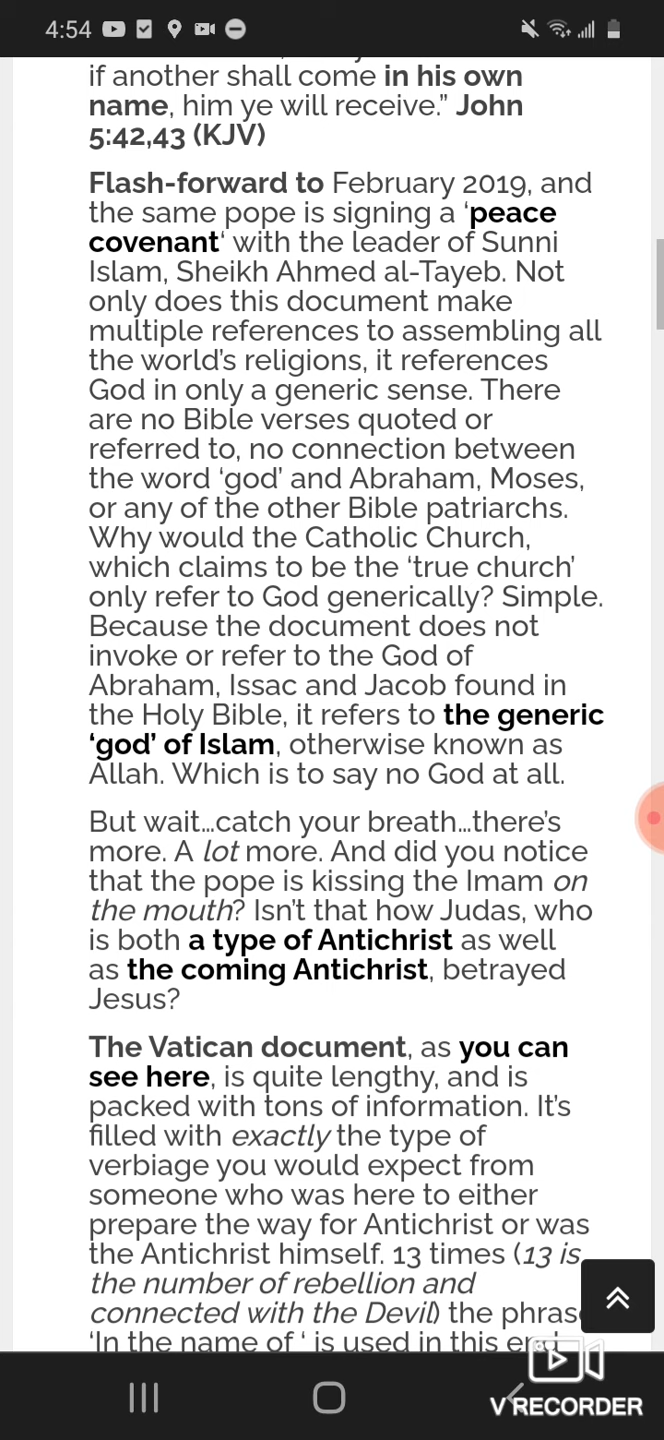 4:54
if another shall come in his own
name, him ye will receive.” John
5:42,43 (KJV)
Flash-forward to February 2019, and
the same pope is signing a ‘peace
covenant‘ with the leader of Sunni
Islam, Sheikh Ahmed al-Tayeb. Not
only does this document make
multiple references to assembling all
the world’s religions, it references
God in only a generic sense. There
are no Bible verses quoted or
referred to, no connection between
the word ‘god’ and Abraham, Moses,
or any of the other Bible patriarchs.
Why would the Catholic Church,
which claims to be the ‘true church’
only refer to God generically? Simple.
Because the document does not
invoke or refer to the God of
Abraham, Issac and Jacob found in
the Holy Bible, it refers to the generic
‘god’ of Islam, otherwise known as
Allah. Which is to say no God at all.
But wait…catch your breath…there’s
more. A lot more. And did you notice
that the pope is kissing the Imam on
the mouth? Isn’t that how Judas, who
is both a type of Antichrist as well
as the coming Antichrist, betrayed
Jesus?
The Vatican document, as you can
see here, is quite lengthy, and is
packed with tons of information. It’s
filled with exactly the type of
verbiage you would expect from
someone who was here to either
prepare the way for Antichrist or was
the Antichrist himself. 13 times (13 is
the number of rebellion and
connected with the Devil) the phras
‘In the name of ‘ is used in this end
V RECORDER